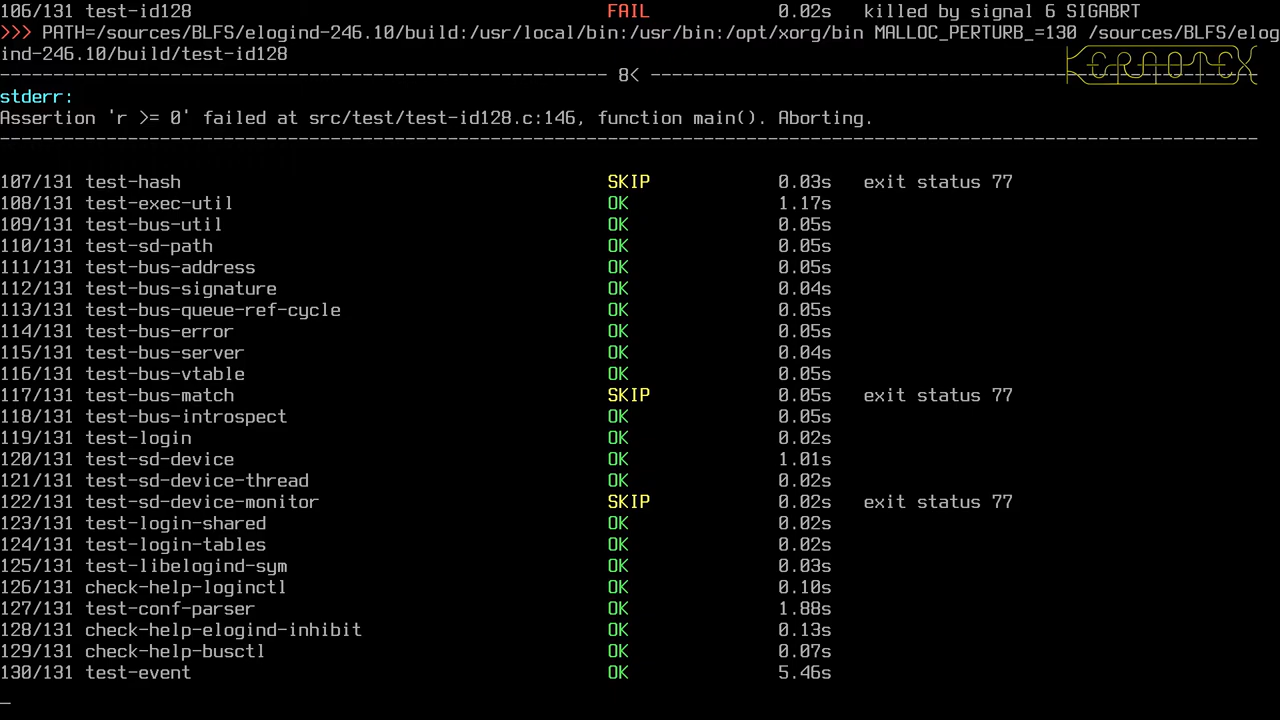 106/131 test-id128 FAIL 0.02s killed by signal 6 SIGABRT
>>> PATH=/sources/BLFS/elogind-246.10/build:/usr/local/bin:/usr/bin:/opt/xorg/bin MALLOC_PERTURB_=130 /sources/BLFS/elog
ind-246.10/build/test-id128
――――――――――――――――――――――――――――――――――――――――――――――――――――――――― 8< ―――――――――――――――――――――――――――――――――――――――――――――――――――――――――
KERNOTEX
stderr:
Assertion 'r >= 0' failed at src/test/test-id128.c:146, function main(). Aborting.
――――――――――――――――――――――――――――――――――――――――――――――――――――――――――――――――――――――――――――――――――――――――――――――――――――――――――――――――――――――
107/131 test-hash SKIP 0.03s exit status 77
108/131 test-exec-util OK 1.17s
109/131 test-bus-util OK 0.05s
110/131 test-sd-path OK 0.05s
111/131 test-bus-address OK 0.05s
112/131 test-bus-signature OK 0.04s
113/131 test-bus-queue-ref-cycle OK 0.05s
114/131 test-bus-error OK 0.05s
115/131 test-bus-server OK 0.04s
116/131 test-bus-vtable OK 0.05s
117/131 test-bus-match SKIP 0.05s exit status 77
118/131 test-bus-introspect OK 0.05s
119/131 test-login OK 0.02s
120/131 test-sd-device OK 1.01s
121/131 test-sd-device-thread OK 0.02s
122/131 test-sd-device-monitor SKIP 0.02s exit status 77
123/131 test-login-shared OK 0.02s
124/131 test-login-tables OK 0.02s
125/131 test-libelogind-sym OK 0.03s
126/131 check-help-loginctl OK 0.10s
127/131 test-conf-parser OK 1.88s
128/131 check-help-elogind-inhibit OK 0.13s
129/131 check-help-busctl OK 0.07s
130/131 test-event OK 5.46s